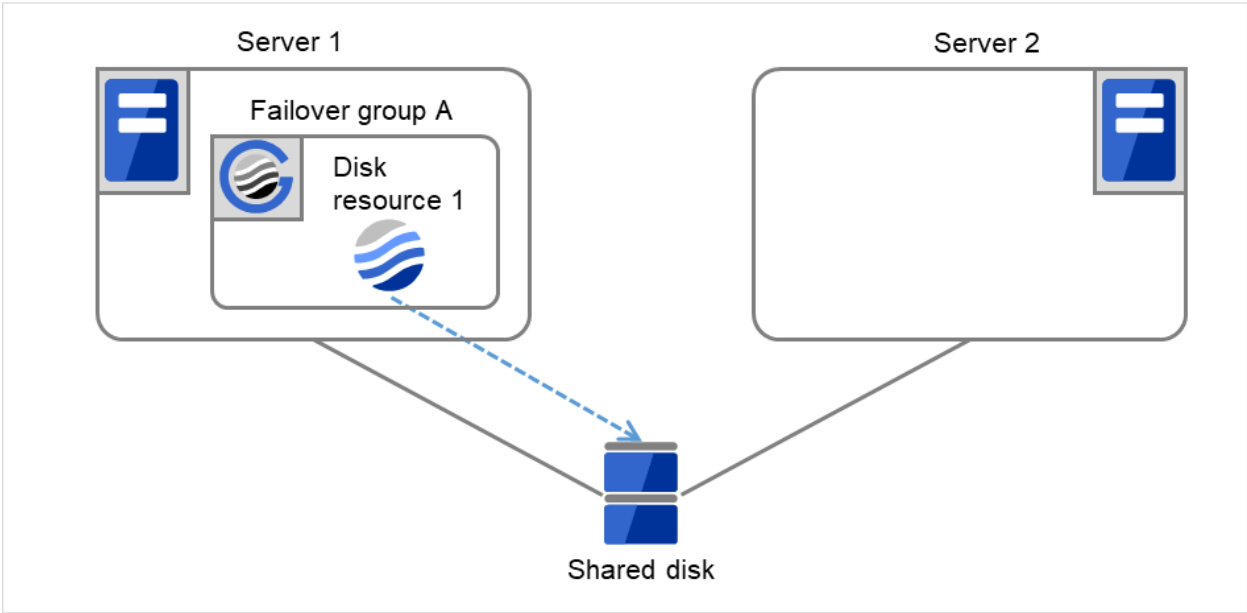 Server 1
Server 2
Failover group A
Disk
resource 1
Shared disk